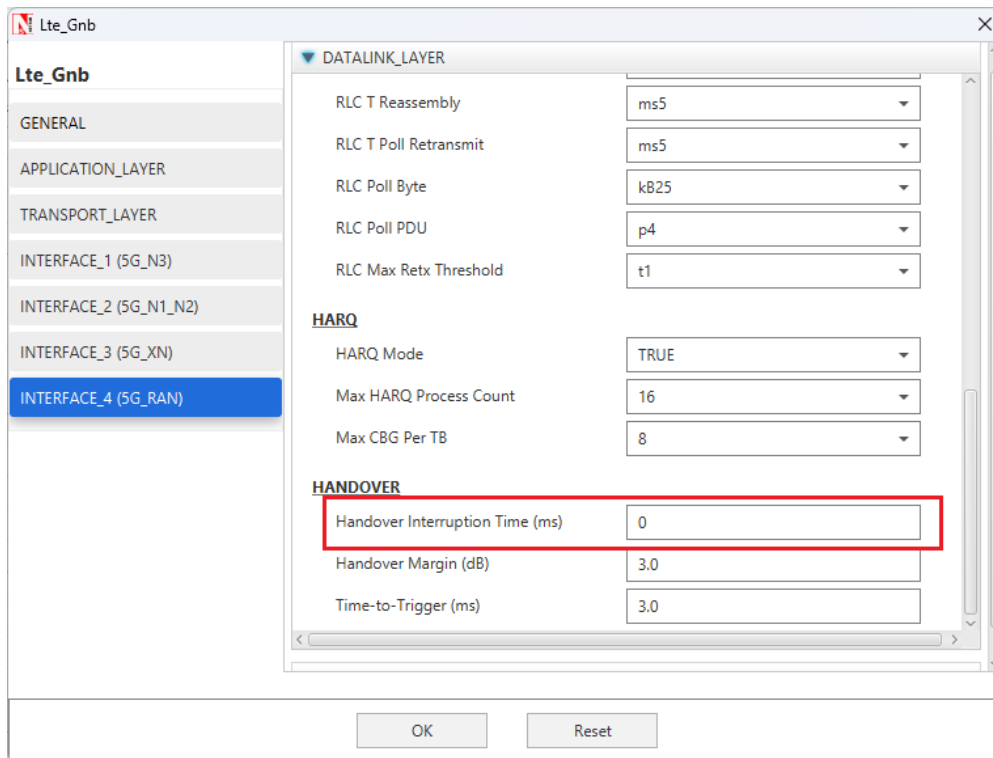 Lte_Gnb
Lte_Gnb
GENERAL
APPLICATION_LAYER
TRANSPORT_LAYER
INTERFACE_1 (5G_N3)
INTERFACE_2 (5G_N1_N2)
INTERFACE_3 (5G_XN)
INTERFACE_4 (5G_RAN)
DATALINK_LAYER
RLC T Reassembly ms5
RLC T Poll Retransmit ms5
RLC Poll Byte kB25
RLC Poll PDU p4
RLC Max Retx Threshold t1
HARQ
HARQ Mode TRUE
Max HARQ Process Count 16
Max CBG Per TB 8
HANDOVER
Handover Interruption Time (ms) 0
Handover Margin (dB) 3.0
Time-to-Trigger (ms) 3.0
OK Reset